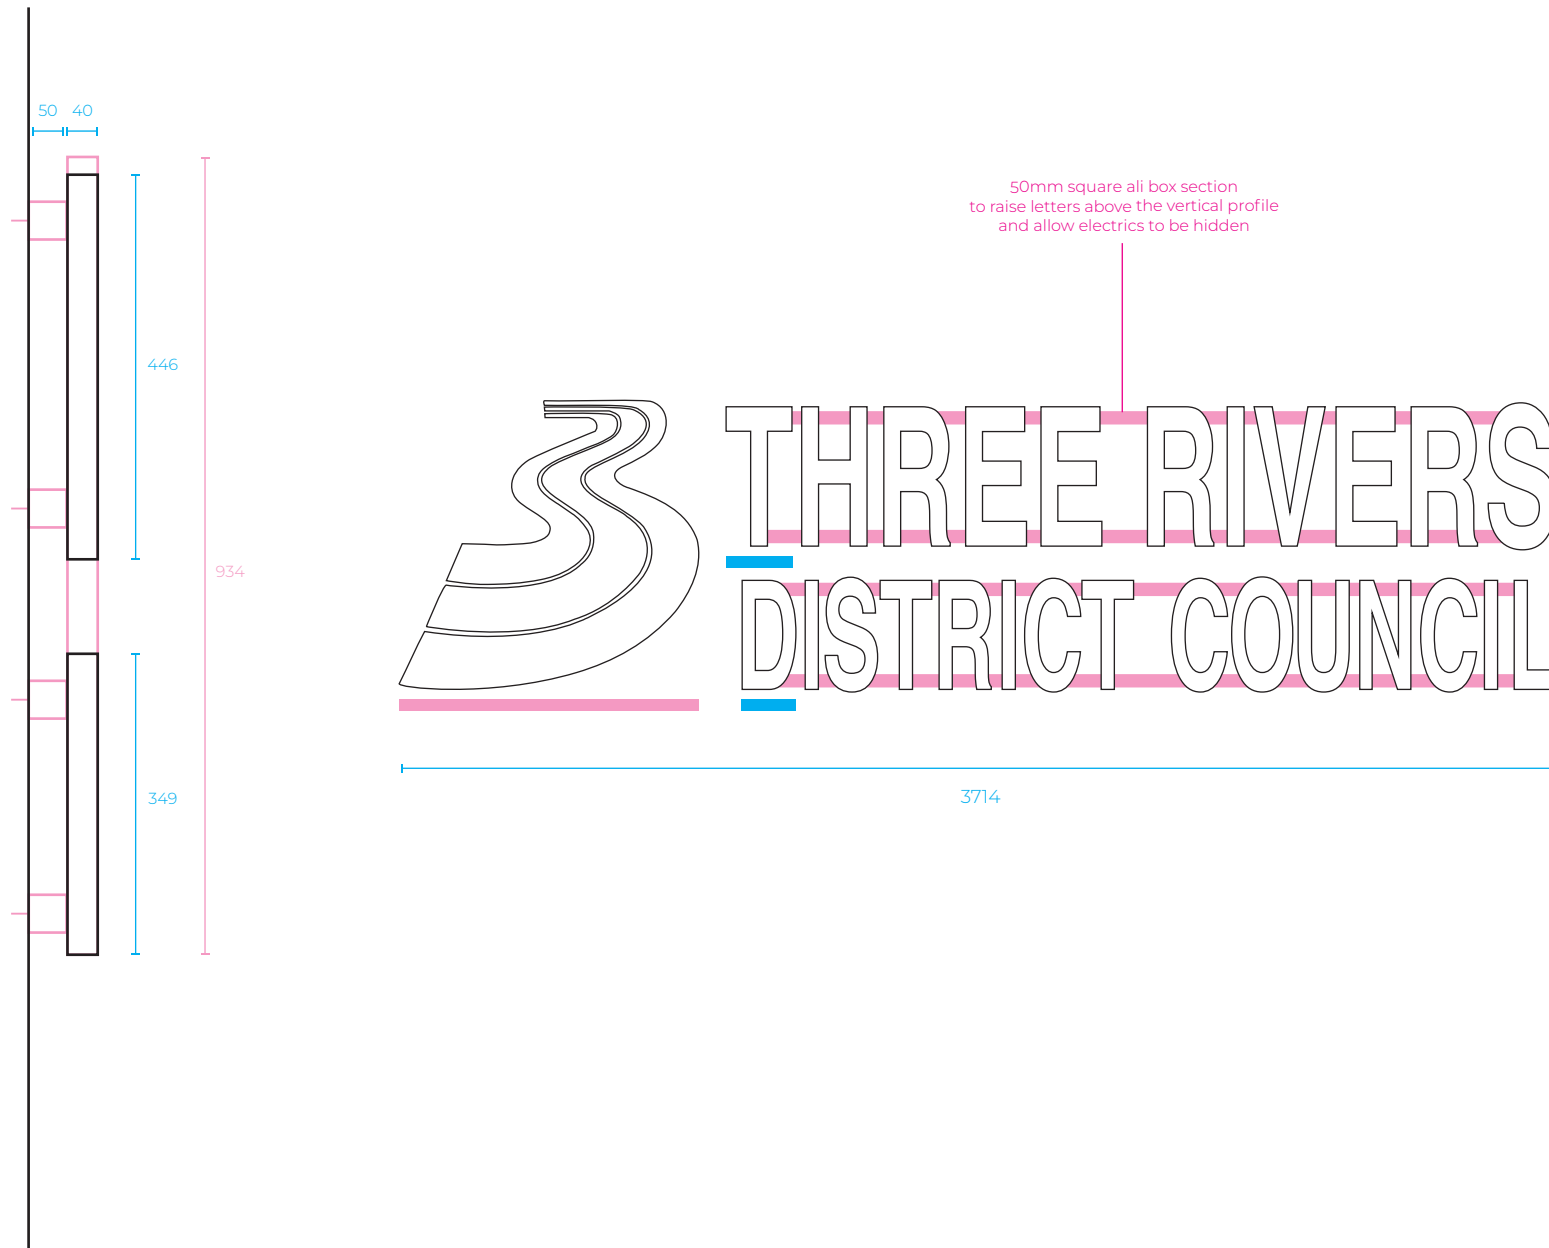 50 40
446
934
349
50mm square ali box section
to raise letters above the vertical profile
and allow electrics to be hidden
THREE RIVERS
DISTRICT COUNCIL
3714